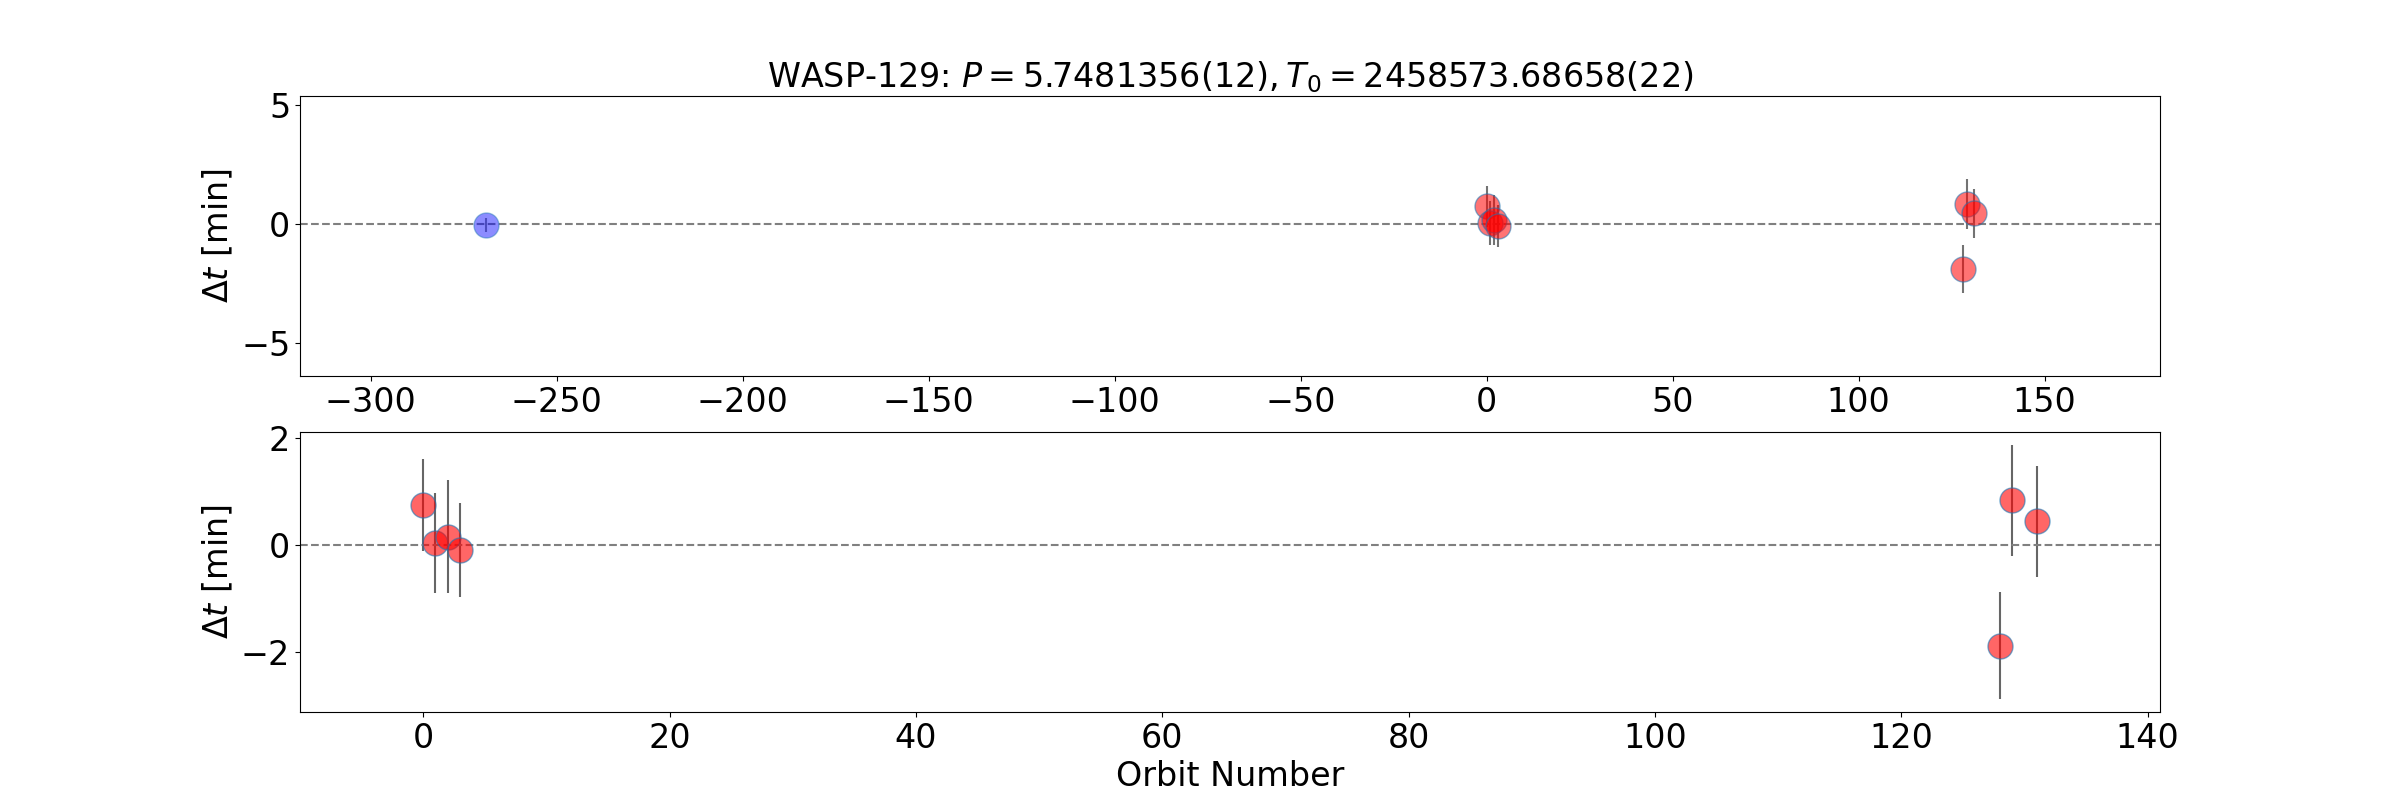 WASP-129: P = 5.7481356(12), T₀ = 2458573.68658(22)
5
0
−5
Δt [min]
−300 −250 −200 −150 −100 −50 0 50 100 150
2
0
−2
Δt [min]
0 20 40 60 80 100 120 140
Orbit Number